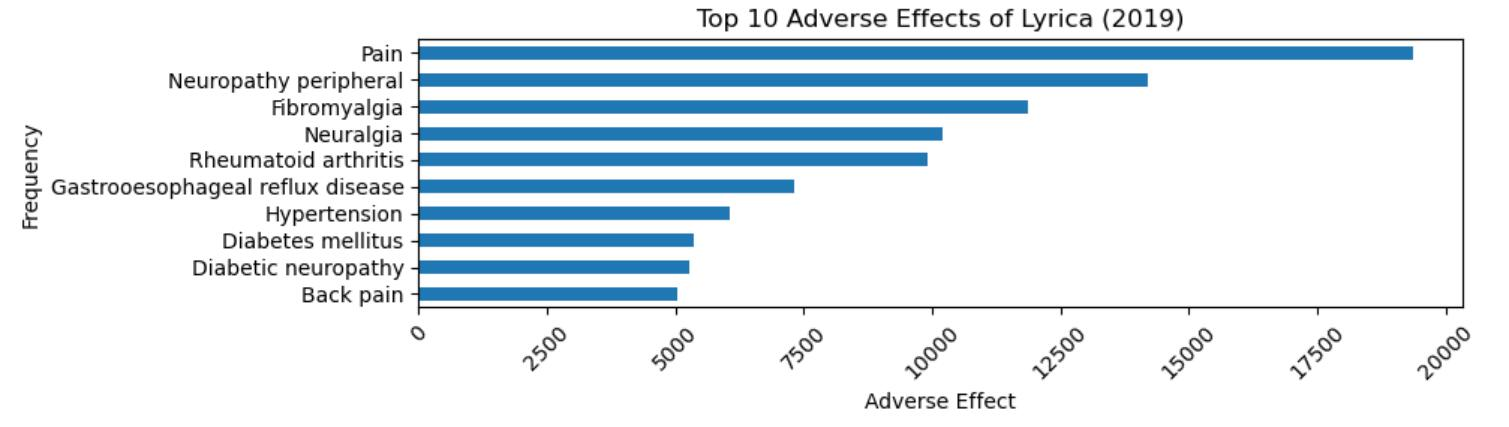 Top 10 Adverse Effects of Lyrica (2019)
Frequency
Pain
Neuropathy peripheral
Fibromyalgia
Neuralgia
Rheumatoid arthritis
Gastrooesophageal reflux disease
Hypertension
Diabetes mellitus
Diabetic neuropathy
Back pain
0 2500 5000 7500 10000 12500 15000 17500 20000
Adverse Effect